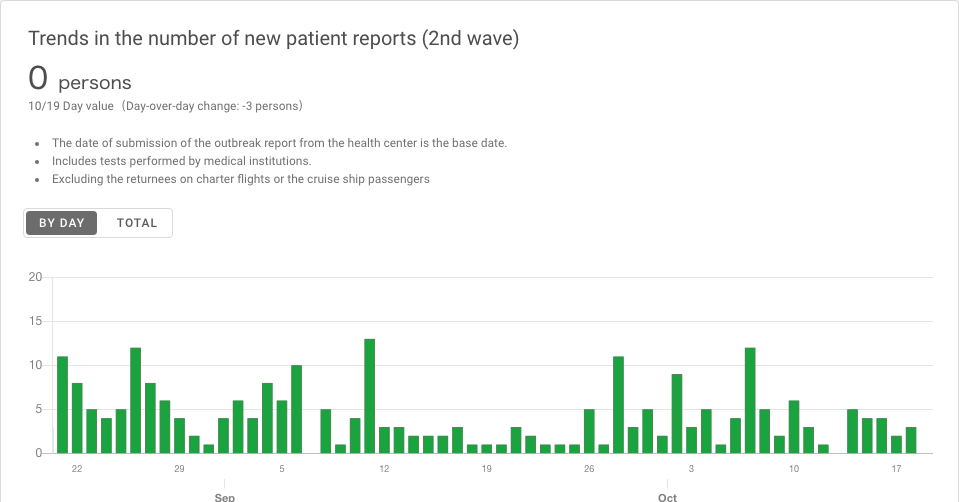 Trends in the number of new patient reports (2nd wave)
0 persons
10/19 Day value（Day-over-day change: -3 persons）
The date of submission of the outbreak report from the health center is the base date.
Includes tests performed by medical institutions.
Excluding the returnees on charter flights or the cruise ship passengers
BY DAY TOTAL
20
15
10
5
0
22 29 5 12 19 26 3 10 17
Sep Oct